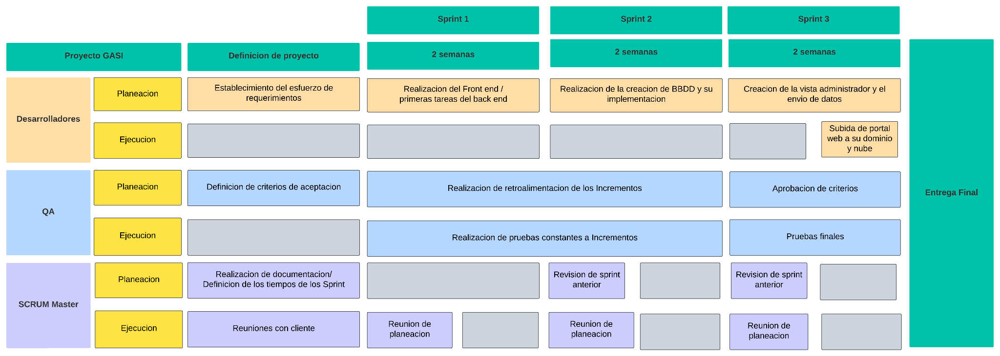 Sprint 1
Sprint 2
Sprint 3
Proyecto GASI
Definicion de proyecto
2 semanas
2 semanas
2 semanas
Entrega Final
Desarrolladores
Planeacion
Establecimiento del esfuerzo de
requerimientos
Realizacion del Front end /
primeras tareas del back end
Realizacion de la creacion de BBDD y su
implementacion
Creacion de la vista administrador y el
envio de datos
Ejecucion
Subida de portal
web a su dominio
y nube
QA
Planeacion
Definicion de criterios de aceptacion
Realizacion de retroalimentacion de los Incrementos
Aprobacion de criterios
Ejecucion
Realizacion de pruebas constantes a Incrementos
Pruebas finales
SCRUM Master
Planeacion
Realizacion de documentacion/
Definicion de los tiempos de los Sprint
Revision de sprint
anterior
Revision de sprint
anterior
Ejecucion
Reuniones con cliente
Reunion de
planeacion
Reunion de
planeacion
Reunion de
planeacion